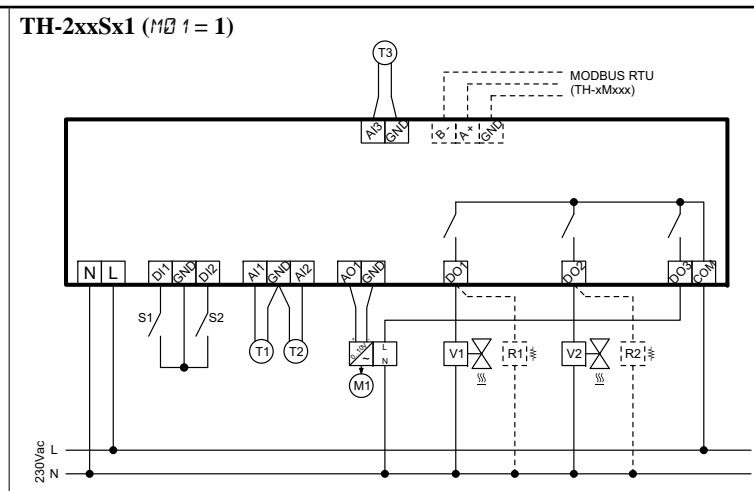 TH-2xxSx1 (M01 = 1)
T3
MODBUS RTU
(TH-xMxxx)
AI3 GND B - A + GND
N L DI1 GND DI2 AI1 GND AI2 AO1 GND DO1 DO2 DO3 COM
S1 S2
T1 T2
+ -
0..10V ~ L N
V1 R1 V2 R2
M1
230Vac L
N